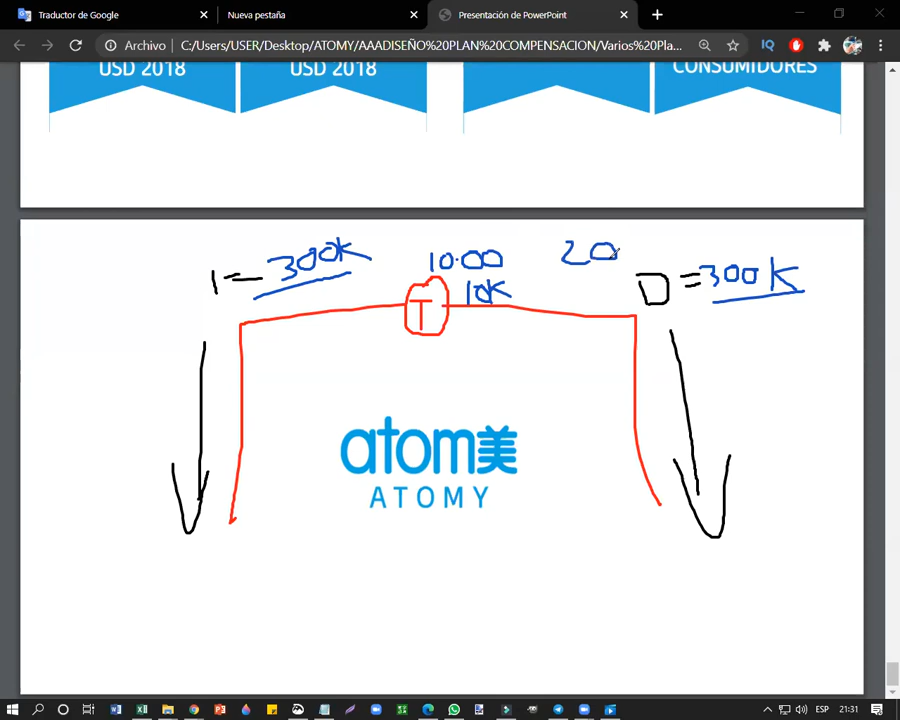 Traductor de Google
Nueva pestaña
Presentación de PowerPoint
Archivo
C:/Users/USER/Desktop/ATOMY/AAADISEÑO%20PLAN%20COMPENSACION/Varios%20Pla...
IQ
USD 2018
USD 2018
CONSUMIDORES
I = 300K
10.00
10K
20
D = 300K
T
atom美
ATOMY
ESP
21:31